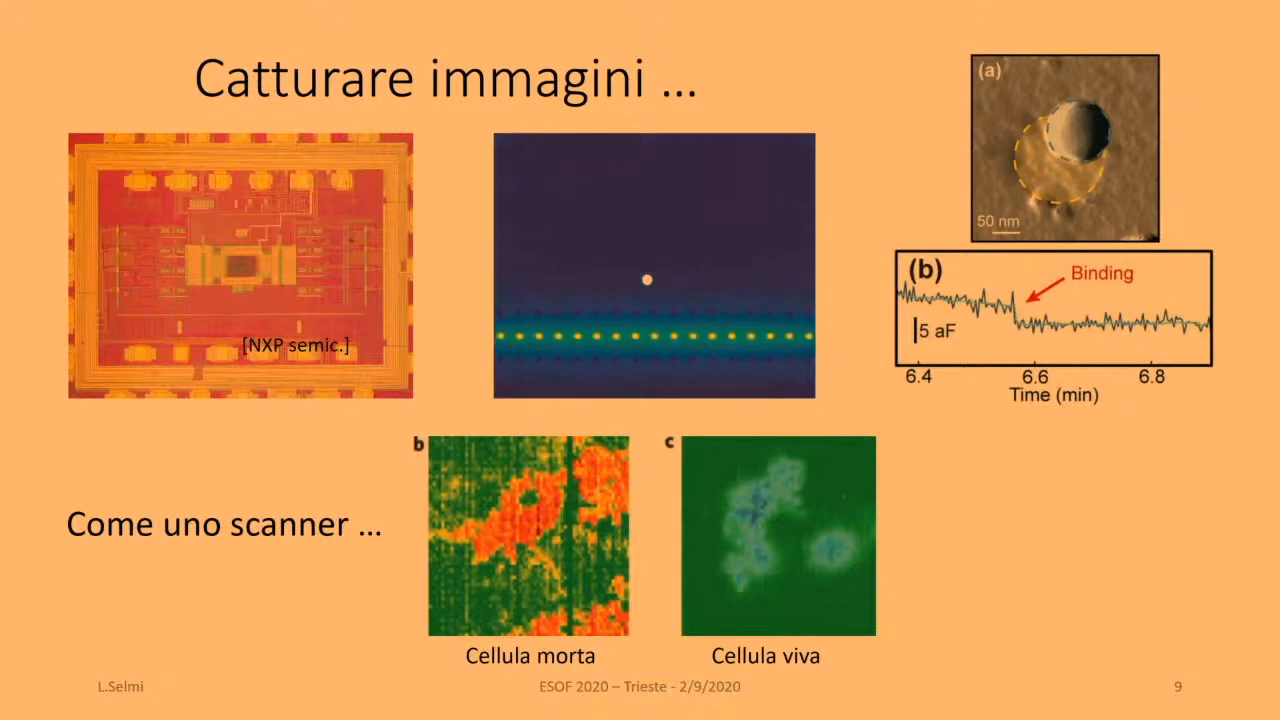 Catturare immagini ...
(a)
50 nm
[NXP semic.]
(b)
Binding
5 aF
6.4 6.6 6.8
Time (min)
b
c
Come uno scanner ...
Cellula morta
Cellula viva
L.Selmi
ESOF 2020 – Trieste - 2/9/2020
9